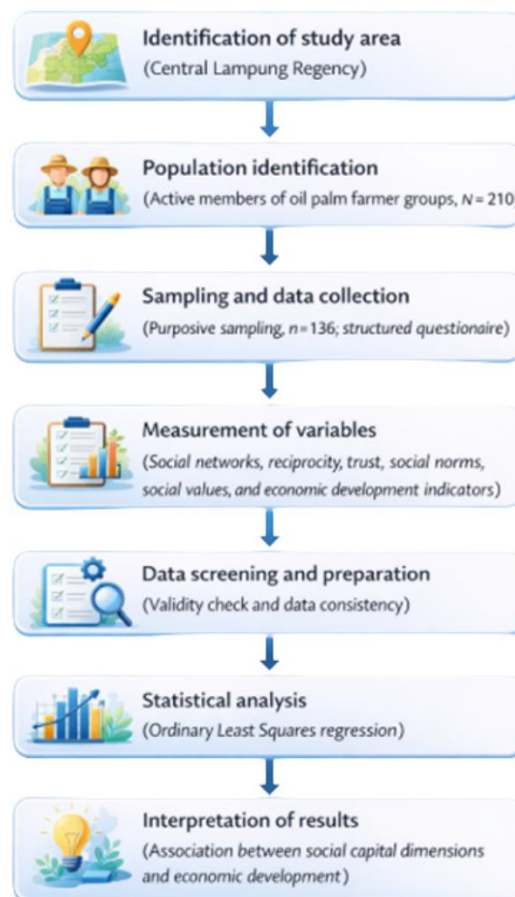 Identification of study area
(Central Lampung Regency)
Population identification
(Active members of oil palm farmer groups, N = 210)
Sampling and data collection
(Purposive sampling, n = 136; structured questionaire)
Measurement of variables
(Social networks, reciprocity, trust, social norms,
social values, and economic development indicators)
Data screening and preparation
(Validity check and data consistency)
Statistical analysis
(Ordinary Least Squares regression)
Interpretation of results
(Association between social capital dimensions
and economic development)